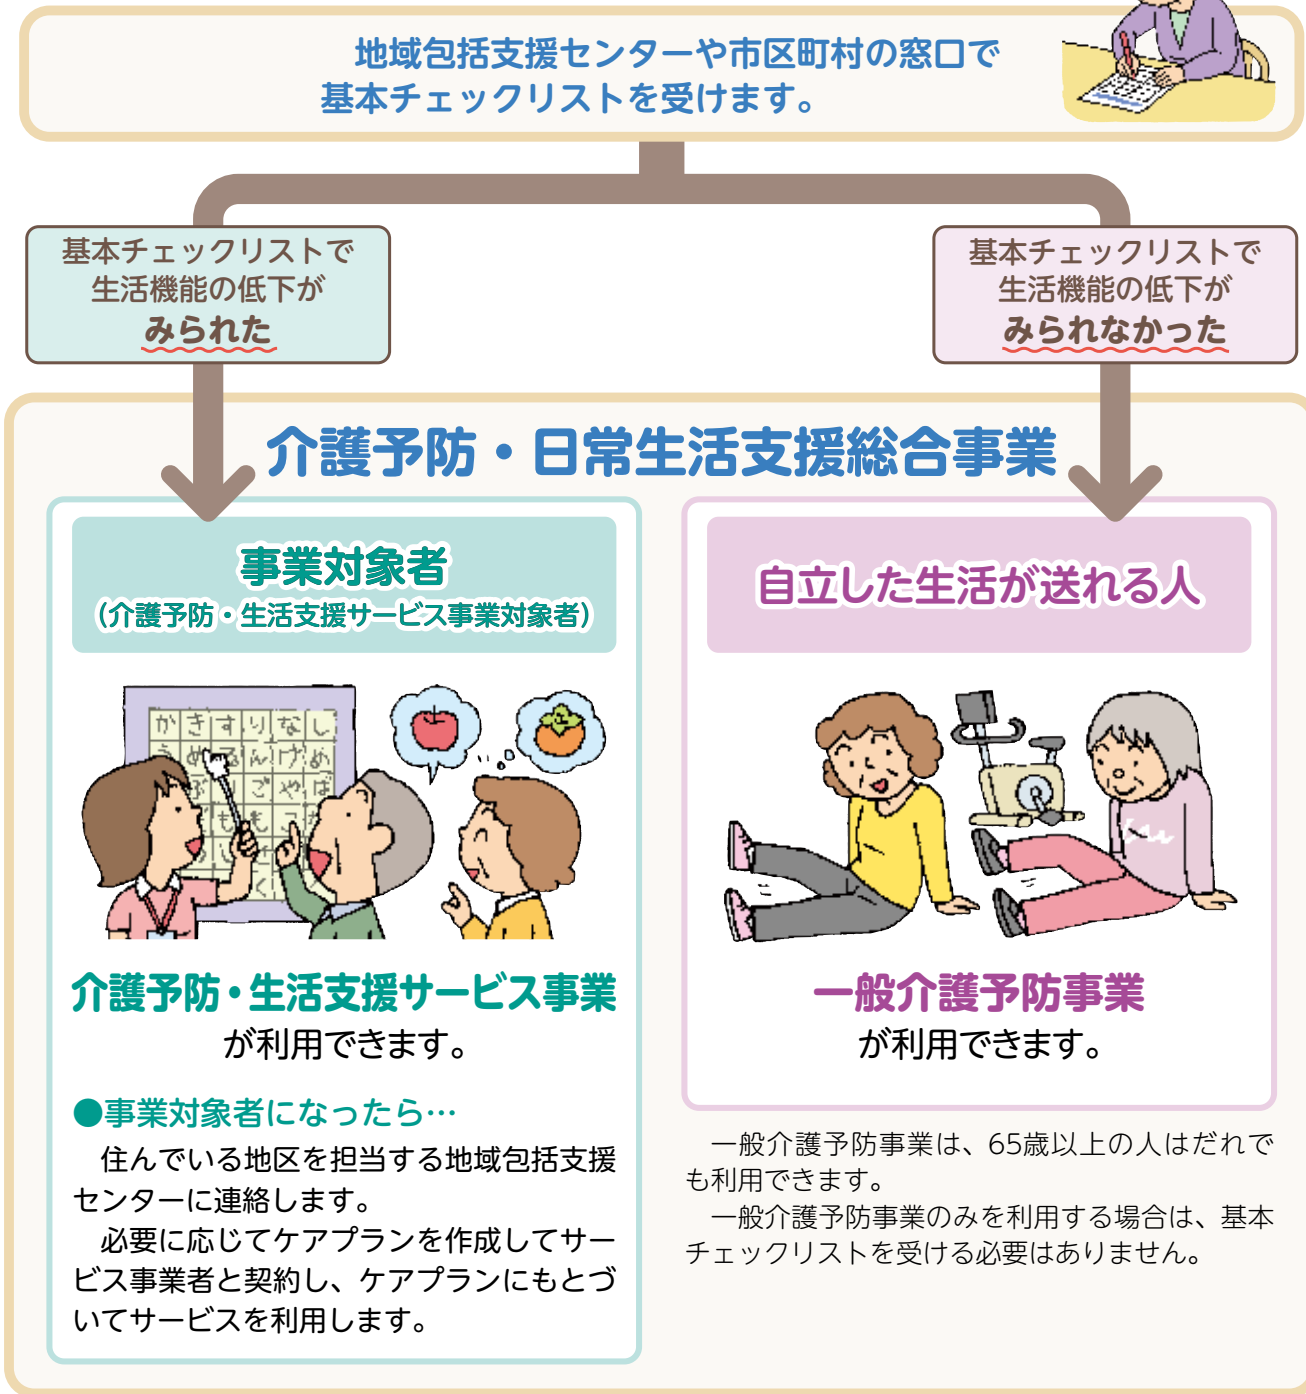 地域包括支援センターや市区町村の窓口で
基本チェックリストを受けます。
基本チェックリストで
生活機能の低下が
みられた
基本チェックリストで
生活機能の低下が
みられなかった
介護予防・日常生活支援総合事業
事業対象者
(介護予防・生活支援サービス事業対象者)
かきすりなし
介護予防・生活支援サービス事業
が利用できます。
●事業対象者になったら…
住んでいる地区を担当する地域包括支援
センターに連絡します。
必要に応じてケアプランを作成してサー
ビス事業者と契約し、ケアプランにもとづ
いてサービスを利用します。
自立した生活が送れる人
一般介護予防事業
が利用できます。
一般介護予防事業は、65歳以上の人はだれで
も利用できます。
一般介護予防事業のみを利用する場合は、基本
チェックリストを受ける必要はありません。